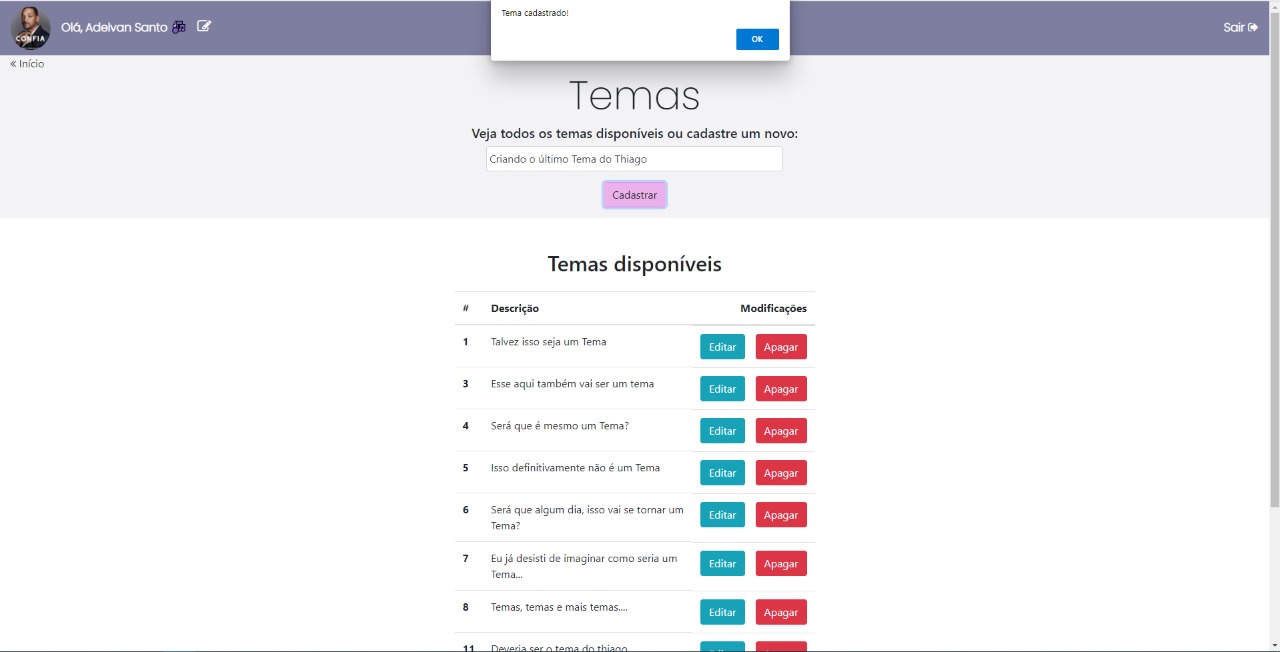 Tema cadastrado!
OK
CONFIA
Olá, Adelvan Santo
Sair
« Início
Temas
Veja todos os temas disponíveis ou cadastre um novo:
Criando o último Tema do Thiago
Cadastrar
Temas disponíveis
# Descrição Modificações
1 Talvez isso seja um Tema Editar Apagar
3 Esse aqui também vai ser um tema Editar Apagar
4 Será que é mesmo um Tema? Editar Apagar
5 Isso definitivamente não é um Tema Editar Apagar
6 Será que algum dia, isso vai se tornar um Editar Apagar
Tema?
7 Eu já desisti de imaginar como seria um Editar Apagar
Tema...
8 Temas, temas e mais temas.... Editar Apagar
11 Deveria ser o tema do thiago Editar Apagar